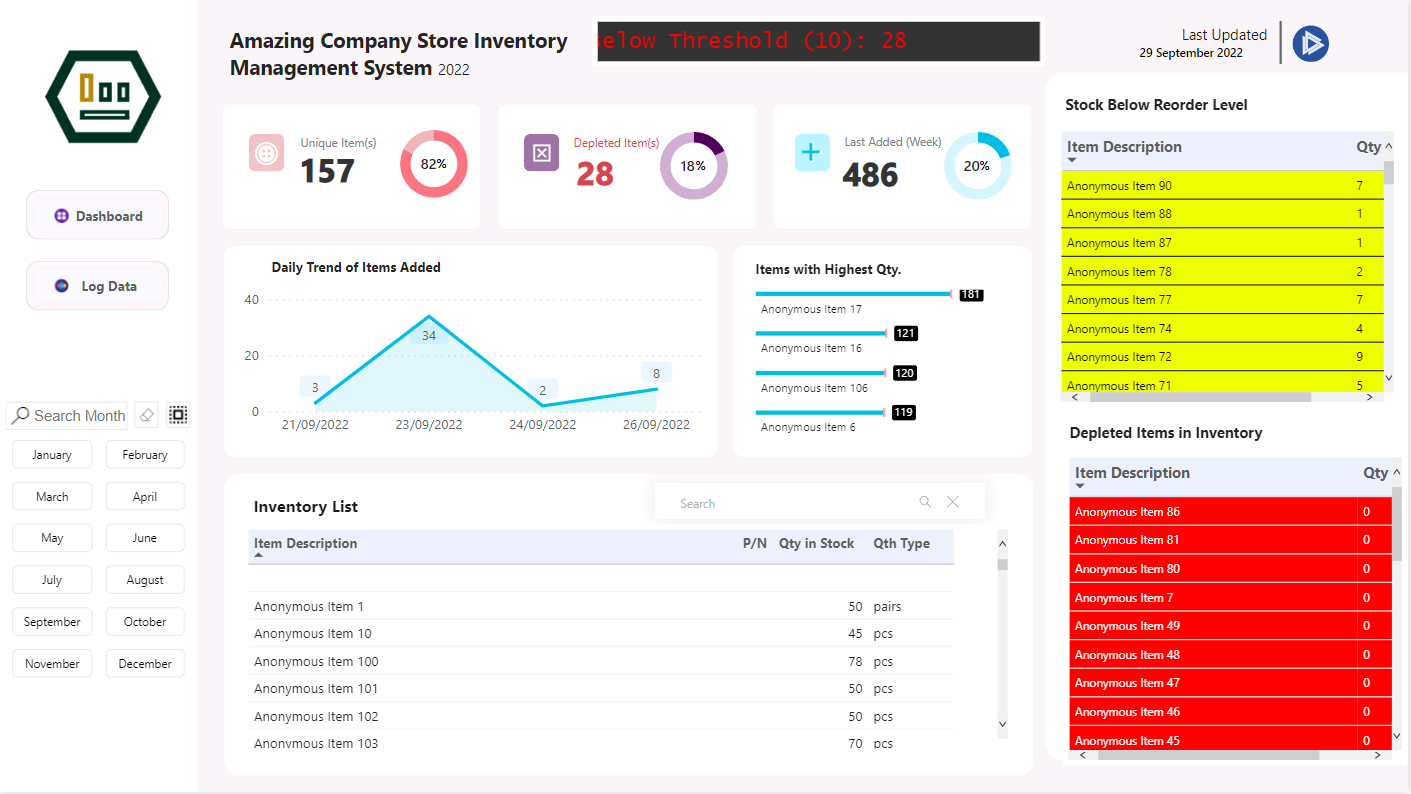 Amazing Company Store Inventory
Management System 2022
Below Threshold (10): 28
Last Updated
29 September 2022
Dashboard
Log Data
Search Month
January February
March April
May June
July August
September October
November December
Unique Item(s)
157
82%
Depleted Item(s)
28
18%
Last Added (Week)
486
20%
Daily Trend of Items Added
40
20
0
3
34
2
8
21/09/2022 23/09/2022 24/09/2022 26/09/2022
Items with Highest Qty.
181
Anonymous Item 17
121
Anonymous Item 16
120
Anonymous Item 106
119
Anonymous Item 6
Inventory List
Search
Item Description P/N Qty in Stock Qth Type
Anonymous Item 1 50 pairs
Anonymous Item 10 45 pcs
Anonymous Item 100 78 pcs
Anonymous Item 101 50 pcs
Anonymous Item 102 50 pcs
Anonymous Item 103 70 pcs
Stock Below Reorder Level
Item Description Qty
Anonymous Item 90 7
Anonymous Item 88 1
Anonymous Item 87 1
Anonymous Item 78 2
Anonymous Item 77 7
Anonymous Item 74 4
Anonymous Item 72 9
Anonymous Item 71 5
Depleted Items in Inventory
Item Description Qty
Anonymous Item 86 0
Anonymous Item 81 0
Anonymous Item 80 0
Anonymous Item 7 0
Anonymous Item 49 0
Anonymous Item 48 0
Anonymous Item 47 0
Anonymous Item 46 0
Anonymous Item 45 0